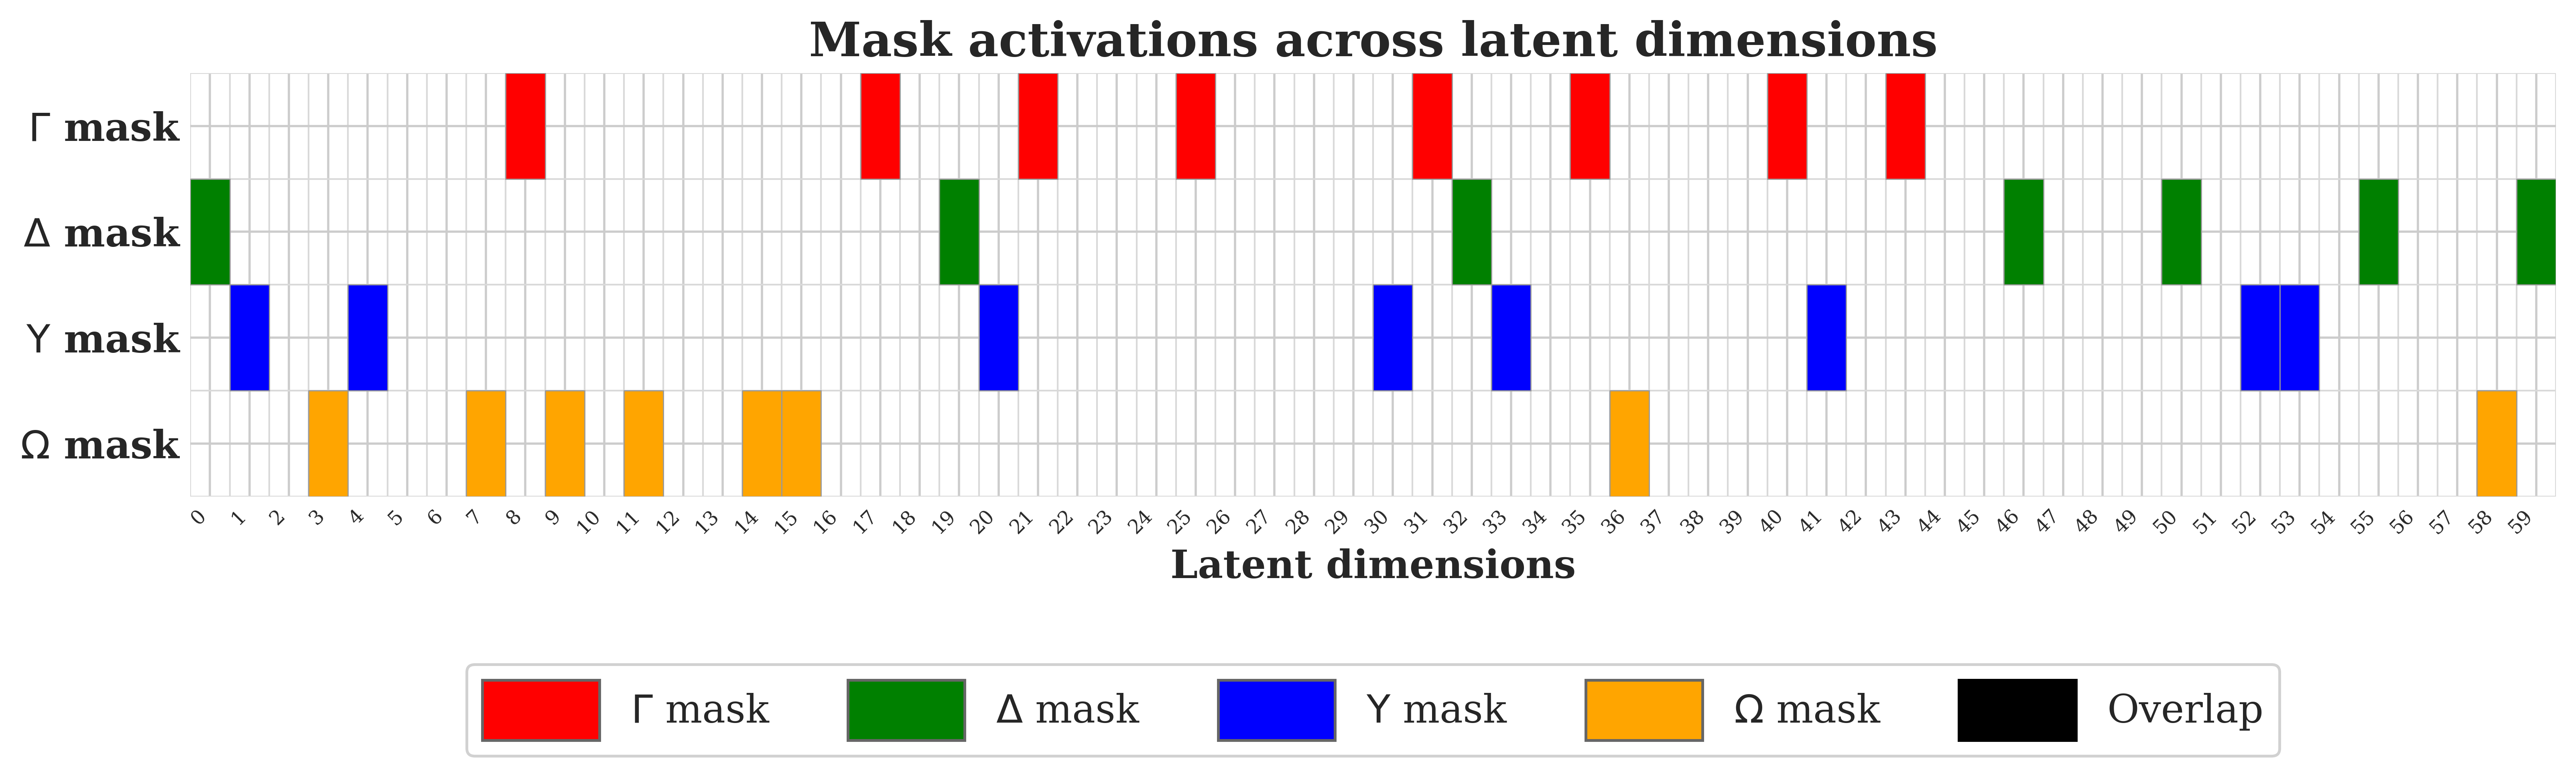 Mask activations across latent dimensions
Γ mask
Δ mask
Υ mask
Ω mask
0 1 2 3 4 5 6 7 8 9 10 11 12 13 14 15 16 17 18 19 20 21 22 23 24 25 26 27 28 29 30 31 32 33 34 35 36 37 38 39 40 41 42 43 44 45 46 47 48 49 50 51 52 53 54 55 56 57 58 59
Latent dimensions
Γ mask Δ mask Υ mask Ω mask Overlap